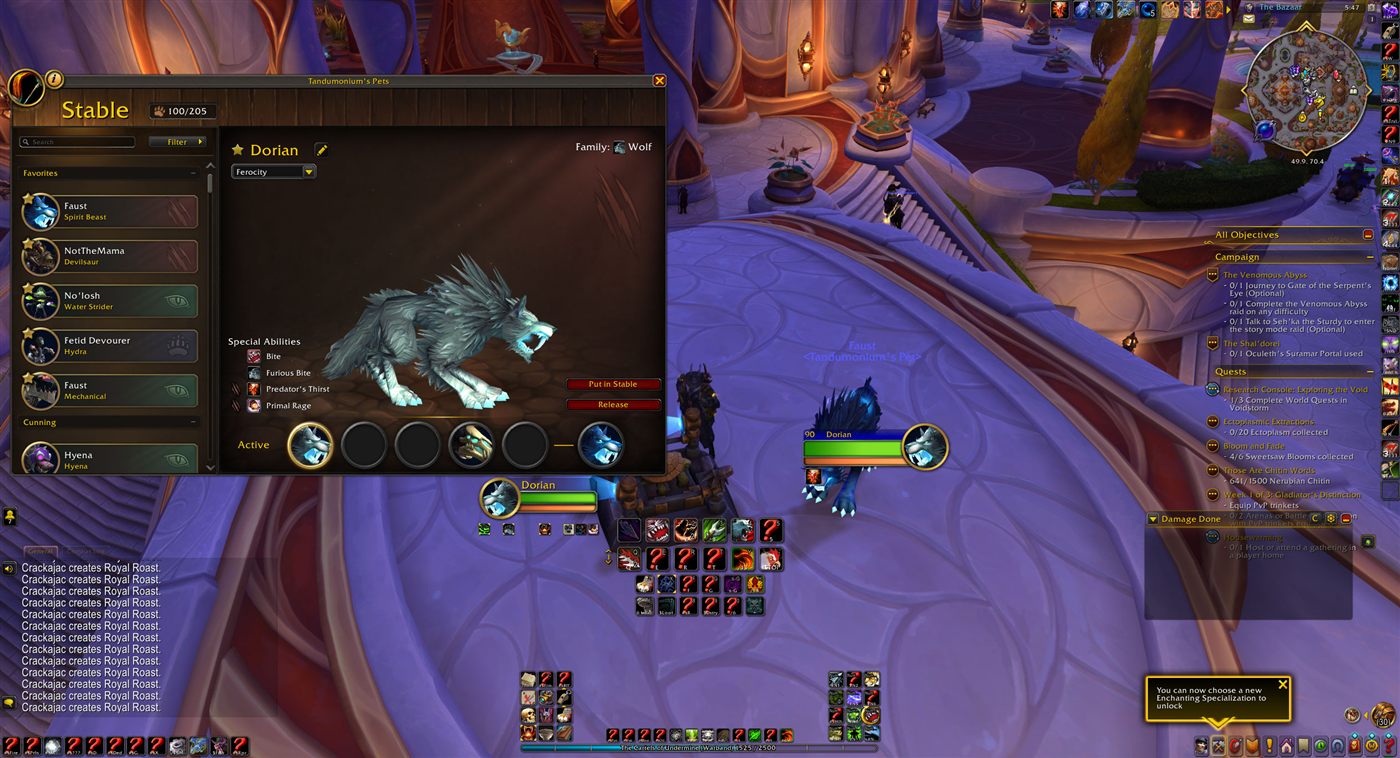 Tandumonium's Pets
Stable
100/205
Search
Filter
Favorites
Faust
Spirit Beast
NotTheMama
Devilsaur
No'losh
Water Strider
Fetid Devourer
Hydra
Faust
Mechanical
Cunning
Hyena
Hyena
Dorian
Ferocity
Family: Wolf
Special Abilities
Bite
Furious Bite
Predator's Thirst
Primal Rage
Put in Stable
Release
Active
The Bazaar
5:47
49.9, 70.4
All Objectives
Campaign
The Venomous Abyss
- 0/1 Journey to Gate of the Serpent's
Eye (Optional)
- 0/1 Complete the Venomous Abyss
raid on any difficulty
- 0/1 Talk to Seh'ka the Sturdy to enter
the story mode raid (Optional)
The Shal'dorei
- 0/1 Oculeth's Suramar Portal used
Quests
Research Console: Exploring the Void
- 1/3 Complete World Quests in
Voidstorm
Ectoplasmic Extractions
- 0/20 Ectoplasm collected
Bloom and Fade
- 4/6 Sweetsaw Blooms collected
Those Are Chitin Words
- 641/1500 Nerubian Chitin
Week 1 of 3: Gladiator's Distinction
- Equip PvP trinkets
Damage Done
Housewarming
- 0/1 Host or attend a gathering in
a player home
Faust
<Tandumonium's Pet>
90 Dorian
Dorian
General
Crackajac creates Royal Roast.
Crackajac creates Royal Roast.
Crackajac creates Royal Roast.
Crackajac creates Royal Roast.
Crackajac creates Royal Roast.
Crackajac creates Royal Roast.
Crackajac creates Royal Roast.
Crackajac creates Royal Roast.
Crackajac creates Royal Roast.
Crackajac creates Royal Roast.
Crackajac creates Royal Roast.
Crackajac creates Royal Roast.
Crackajac creates Royal Roast.
You can now choose a new
Enchanting Specialization to
unlock
The Cartels of Undermine (Warband) 1525 / 2500
(30)